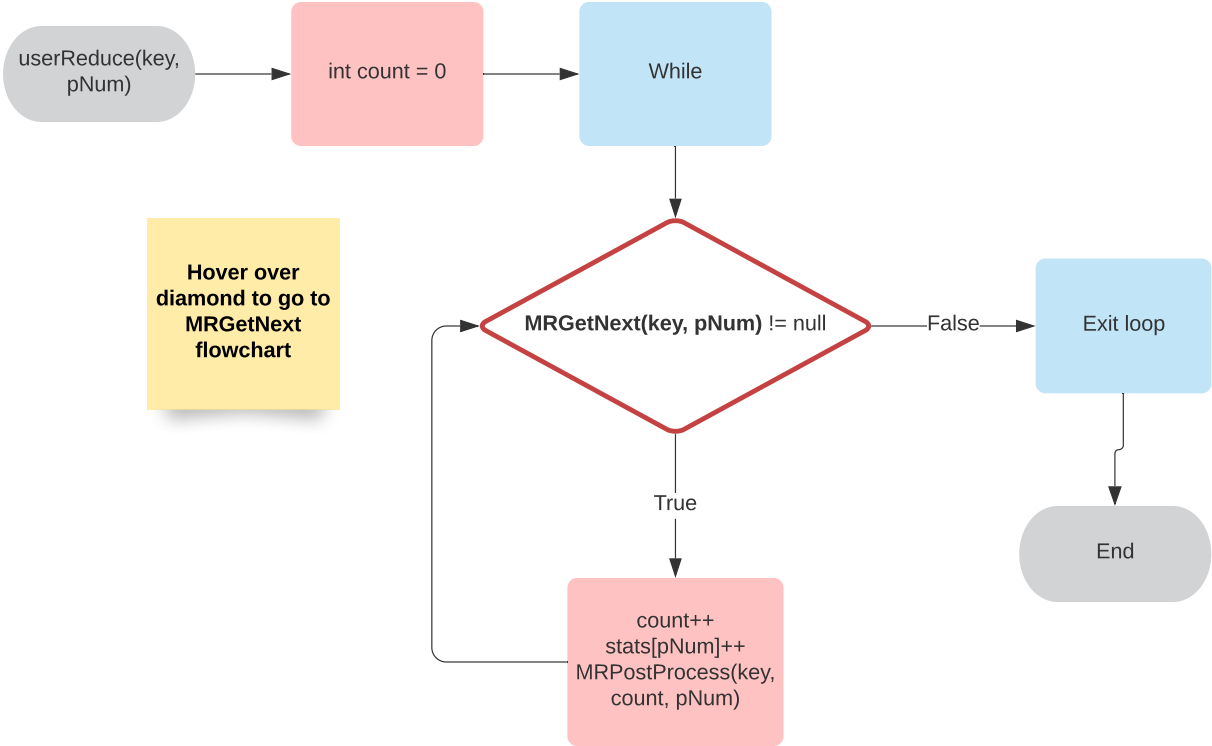 userReduce(key,
pNum)
int count = 0
While
Hover over
diamond to go to
MRGetNext
flowchart
MRGetNext(key, pNum) != null
False
Exit loop
True
End
count++
stats[pNum]++
MRPostProcess(key,
count, pNum)